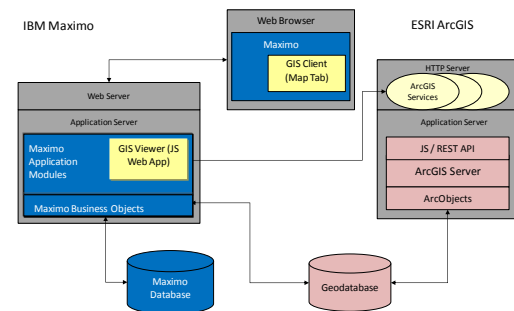 IBM Maximo
Web Browser
Maximo
GIS Client
(Map Tab)
ESRI ArcGIS
HTTP Server
ArcGIS
Services
Web Server
Application Server
Maximo
Application
Modules
GIS Viewer (JS
Web App)
Maximo Business Objects
Application Server
JS / REST API
ArcGIS Server
ArcObjects
Maximo
Database
Geodatabase